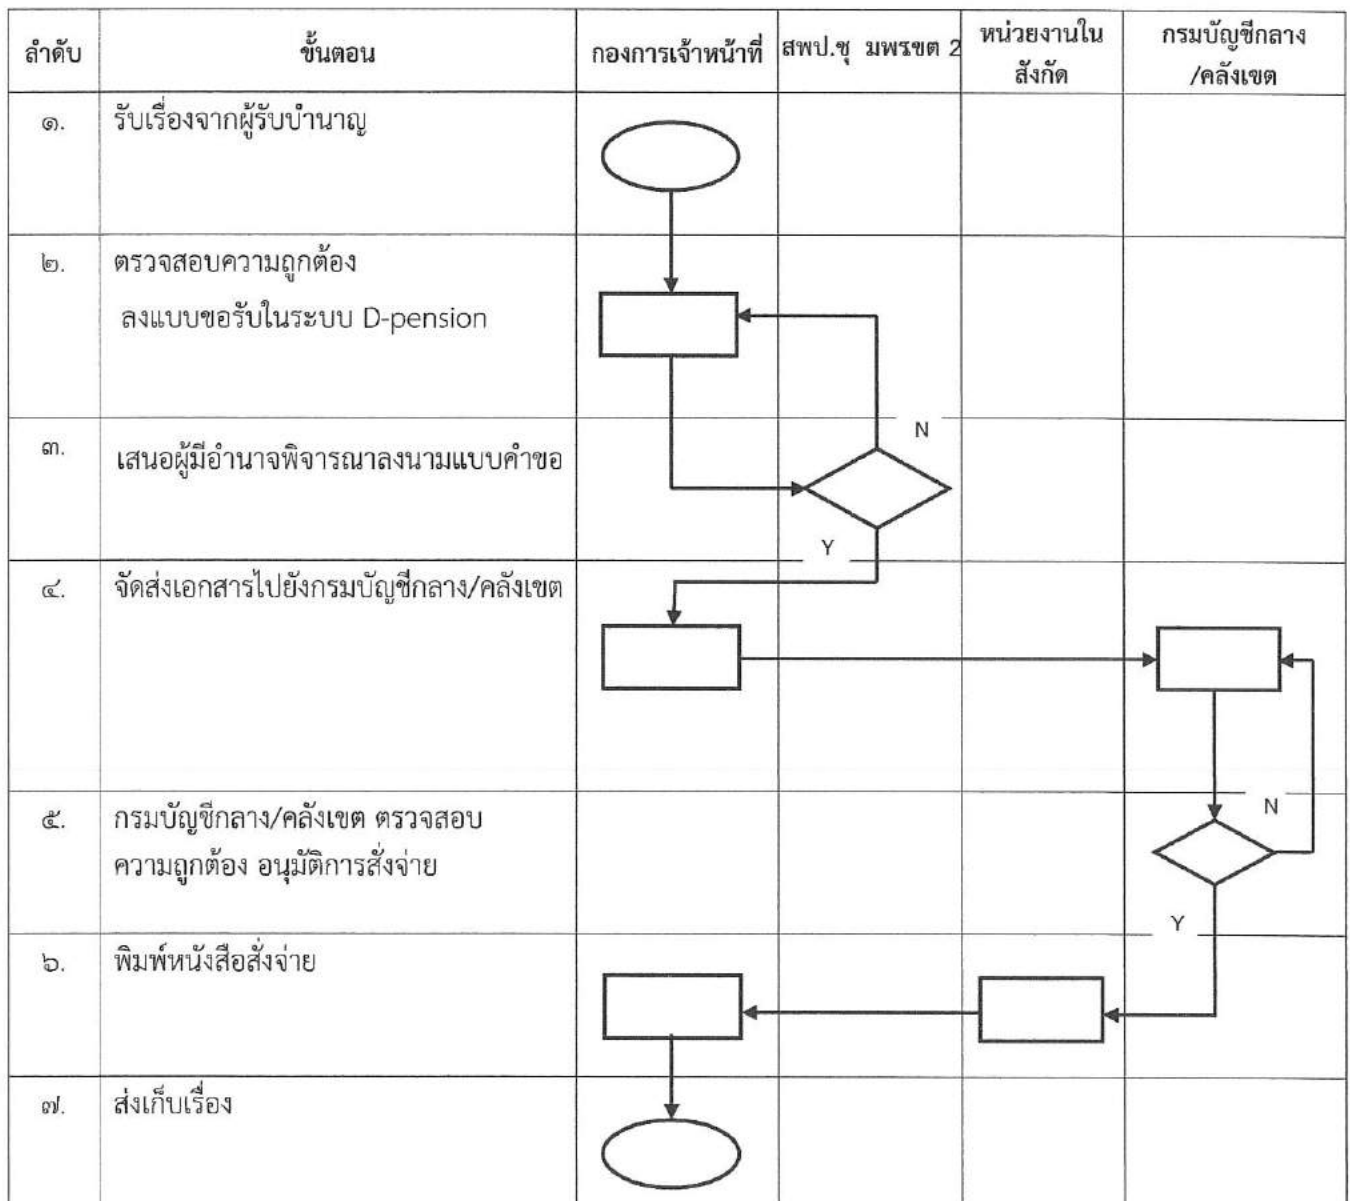 ลำดับ
ขั้นตอน
กองการเจ้าหน้าที่
สพป.ชุ มพรขต 2
หน่วยงานใน
สังกัด
กรมบัญชีกลาง
/คลังเขต
๑.
รับเรื่องจากผู้รับบำนาญ
๒.
ตรวจสอบความถูกต้อง
ลงแบบขอรับในระบบ D-pension
N
๓.
เสนอผู้มีอำนาจพิจารณาลงนามแบบคำขอ
Y
๔.
จัดส่งเอกสารไปยังกรมบัญชีกลาง/คลังเขต
N
๕.
กรมบัญชีกลาง/คลังเขต ตรวจสอบ
ความถูกต้อง อนุมัติการสั่งจ่าย
Y
๖.
พิมพ์หนังสือสั่งจ่าย
๗.
ส่งเก็บเรื่อง